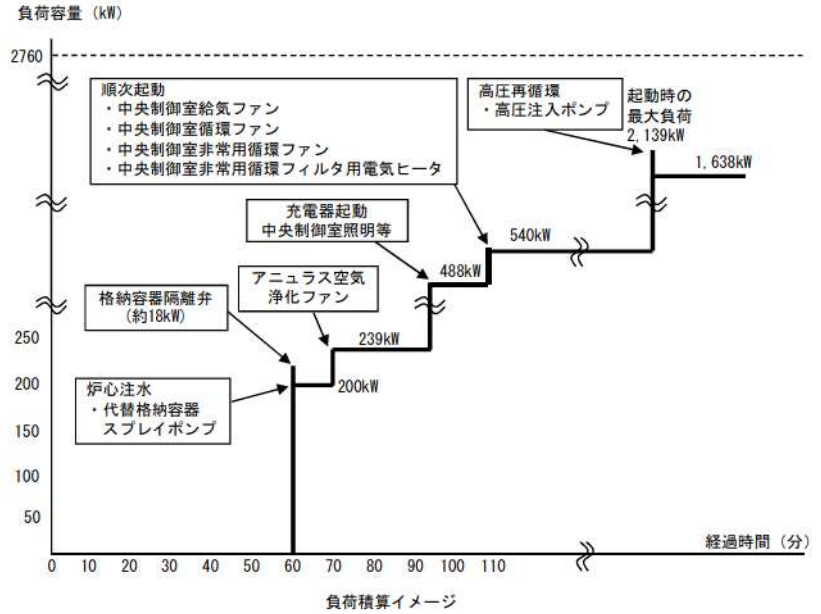 負荷容量（kW）
2760
順次起動
・中央制御室給気ファン
・中央制御室循環ファン
・中央制御室非常用循環ファン
・中央制御室非常用循環フィルタ用電気ヒータ
高圧再循環
・高圧注入ポンプ
起動時の
最大負荷
2,139kW
1,638kW
充電器起動
中央制御室照明等
540kW
488kW
アニュラス空気
浄化ファン
格納容器隔離弁
(約18kW)
239kW
200kW
炉心注水
・代替格納容器
スプレイポンプ
250
200
150
100
50
経過時間（分）
0 10 20 30 40 50 60 70 80 90 100 110
負荷積算イメージ